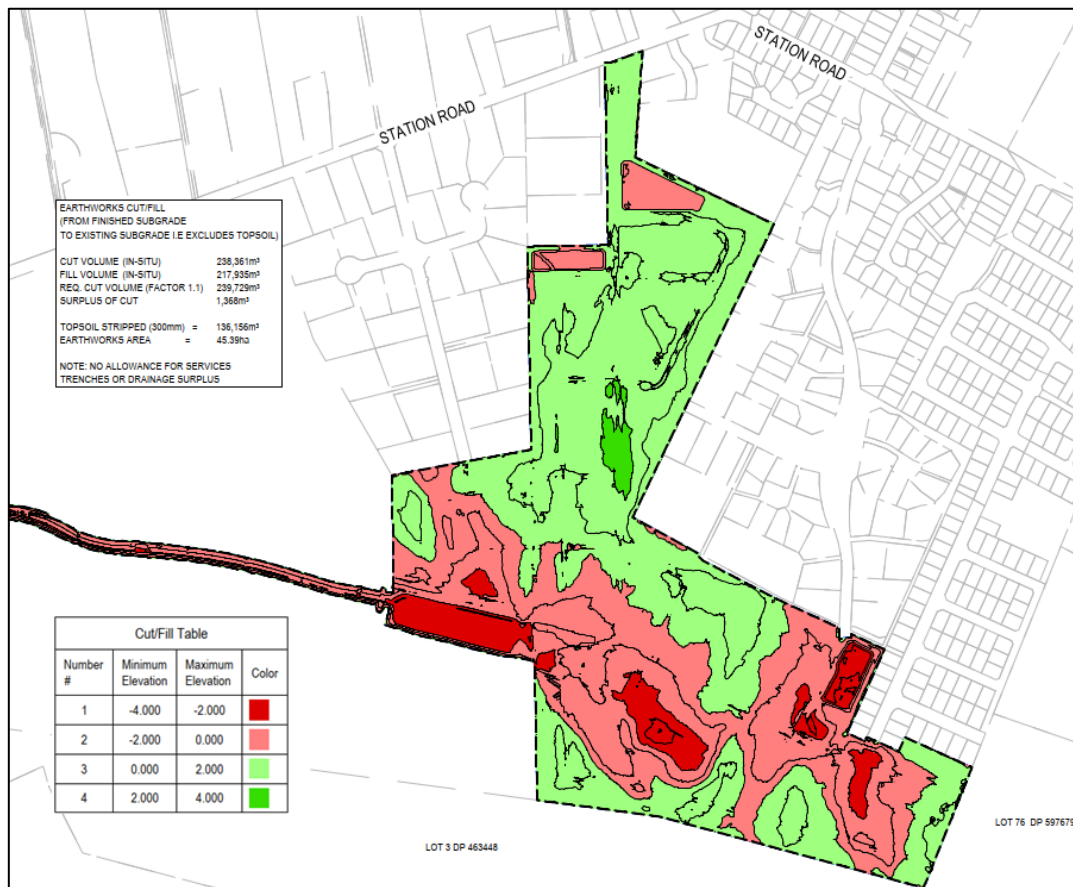 STATION ROAD
STATION ROAD
EARTHWORKS CUT/FILL
(FROM FINISHED SUBGRADE
TO EXISTING SUBGRADE I.E EXCLUDES TOPSOIL)
CUT VOLUME (IN-SITU) 238,361m³
FILL VOLUME (IN-SITU) 217,935m³
REQ. CUT VOLUME (FACTOR 1.1) 239,729m³
SURPLUS OF CUT 1,368m³
TOPSOIL STRIPPED (300mm) = 136,156m³
EARTHWORKS AREA = 45.39ha
NOTE: NO ALLOWANCE FOR SERVICES
TRENCHES OR DRAINAGE SURPLUS
Cut/Fill Table
Number # Minimum Elevation Maximum Elevation Color
1 -4.000 -2.000
2 -2.000 0.000
3 0.000 2.000
4 2.000 4.000
LOT 3 DP 463448
LOT 76 DP 597679